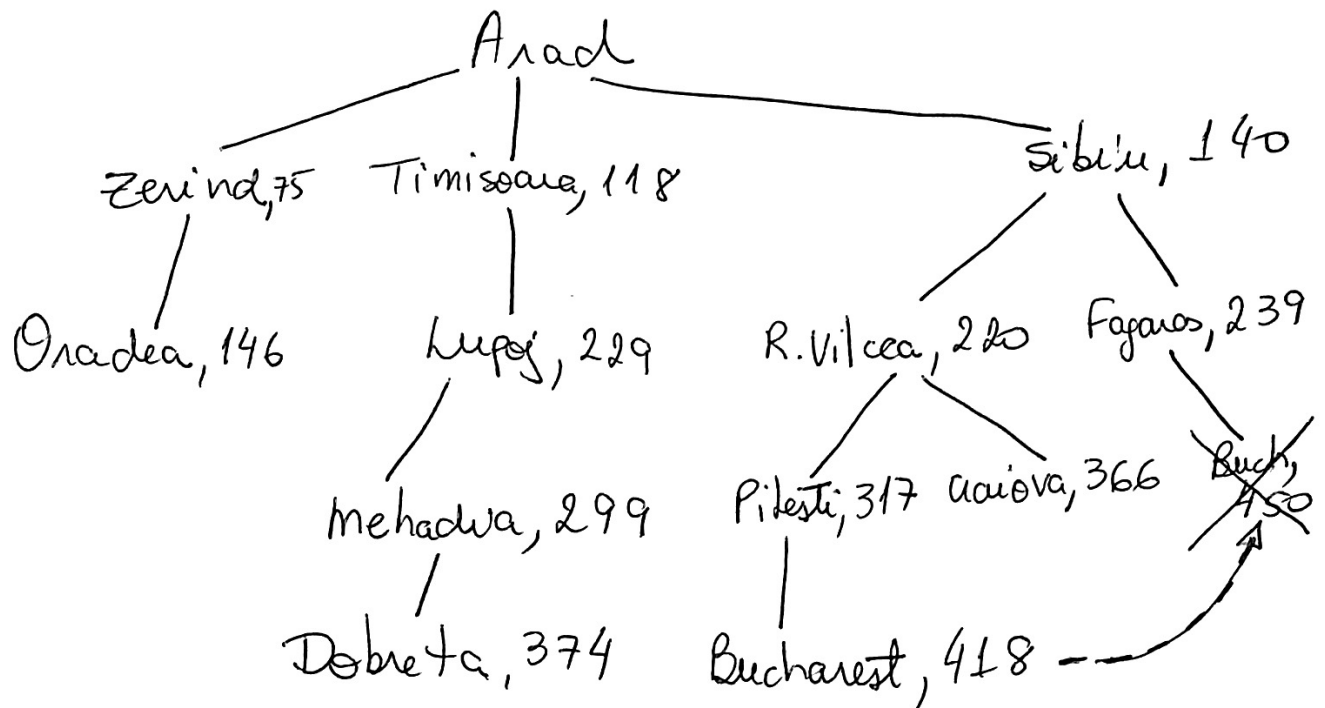 Arad
Zerind, 75 Timisoara, 118 Sibiu, 140
Oradea, 146 Lugoj, 229 R.Vilcea, 220 Fagaras, 239
Mehadia, 299 Pitesti, 317 Craiova, 366 Buch, 450
Dobreta, 374 Bucharest, 418